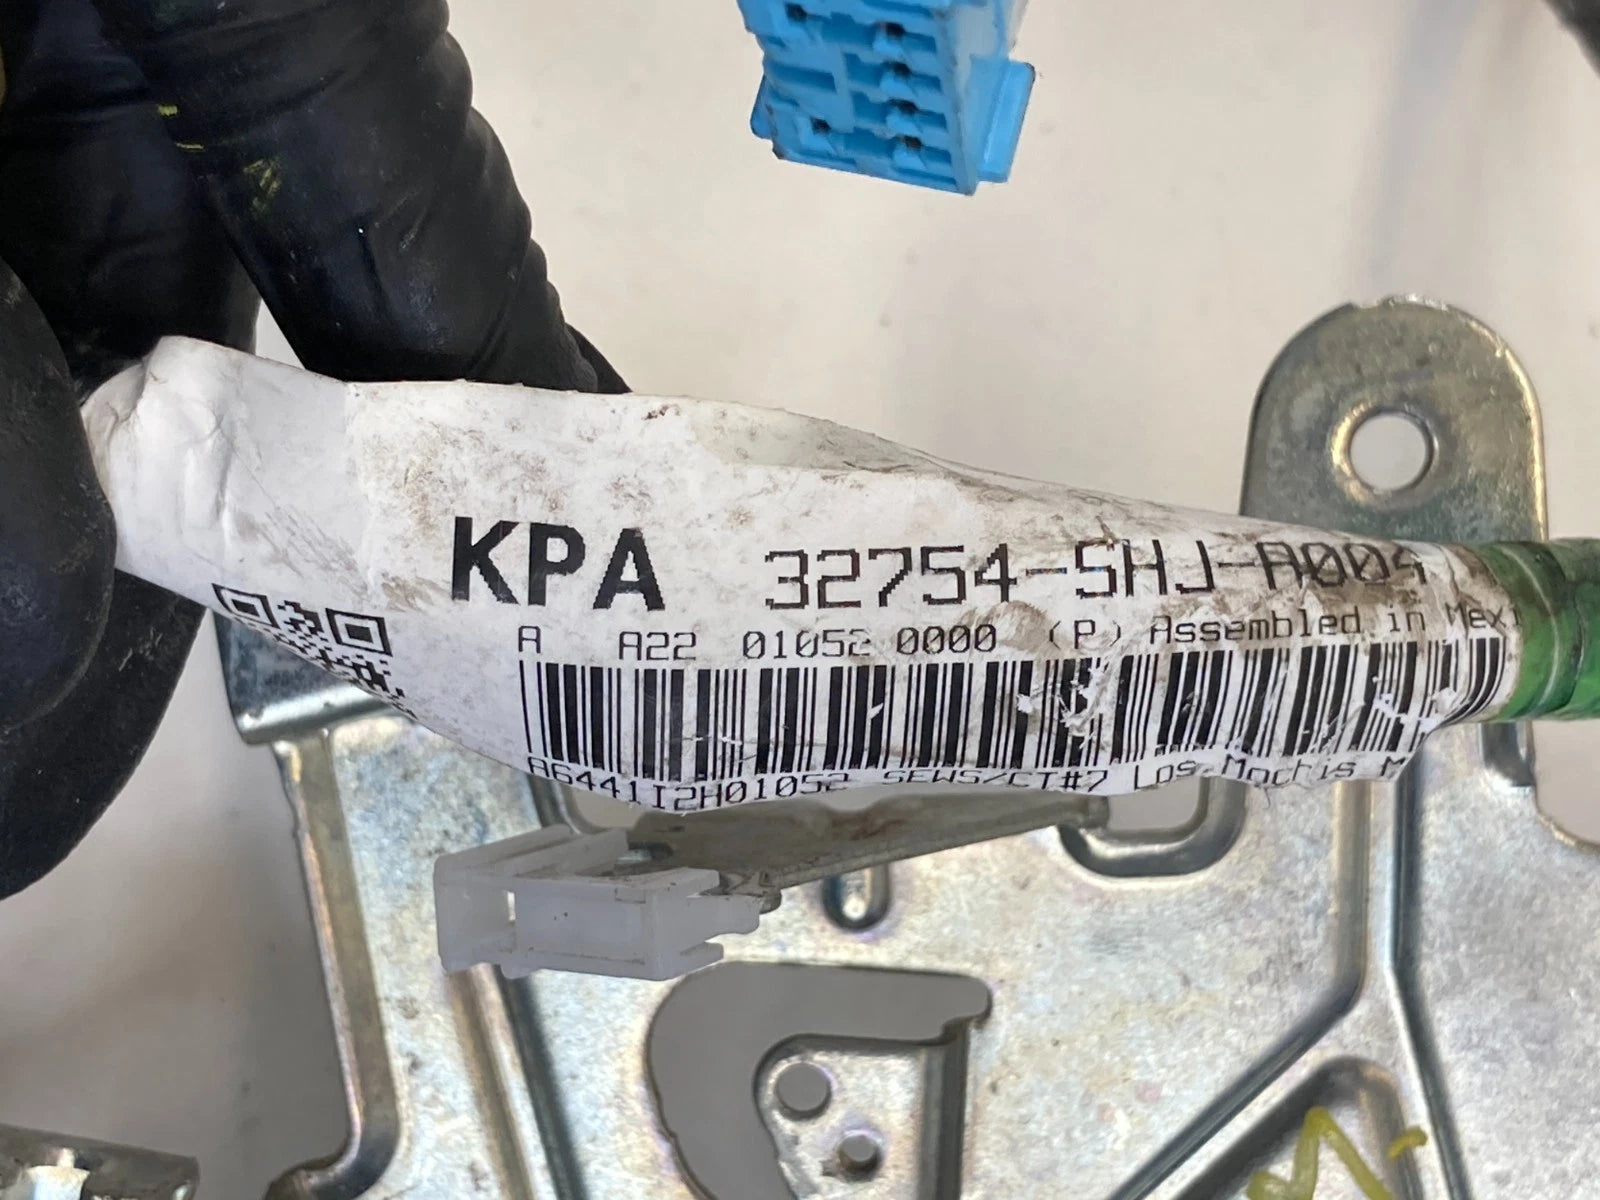 KPA 32754-SHJ-A004
A A22 01052 0000 (P) Assembled in Mexi
A6441I2H01052 SEWS/CT#7 Los Mochis M